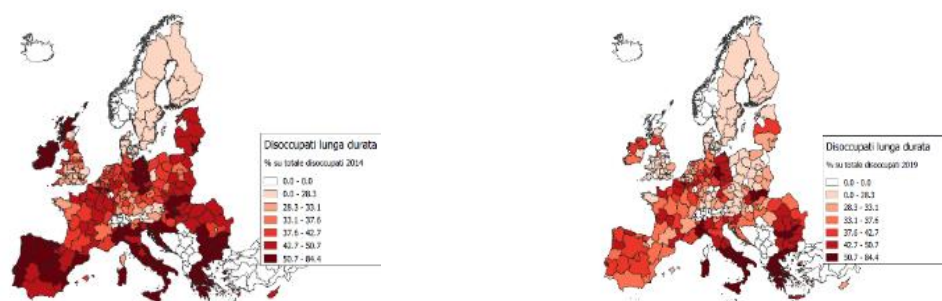 Disoccupati lunga durata
% su totale disoccupati 2014
0.0 - 0.0
0.0 - 28.3
28.3 - 33.1
33.1 - 37.6
37.6 - 42.7
42.7 - 50.7
50.7 - 84.4
Disoccupati lunga durata
% su totale disoccupati 2019
0.0 - 0.0
0.0 - 28.3
28.3 - 33.1
33.1 - 37.6
37.6 - 42.7
42.7 - 50.7
50.7 - 84.4